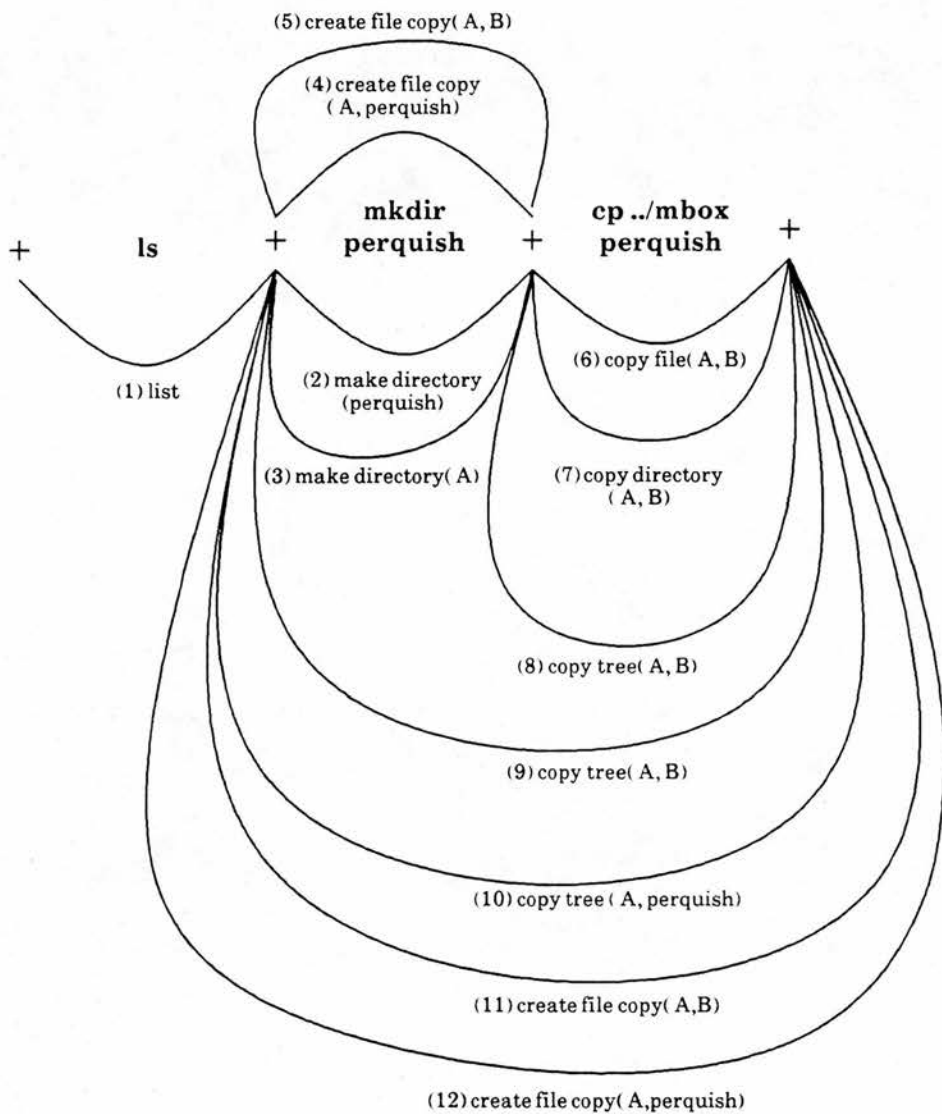 (5) create file copy( A, B)
(4) create file copy
( A, perquish)
+ ls + mkdir perquish + cp ../mbox perquish +
(1) list
(2) make directory
(perquish)
(3) make directory( A)
(6) copy file( A, B)
(7) copy directory
( A, B)
(8) copy tree( A, B)
(9) copy tree( A, B)
(10) copy tree ( A, perquish)
(11) create file copy( A,B)
(12) create file copy( A,perquish)